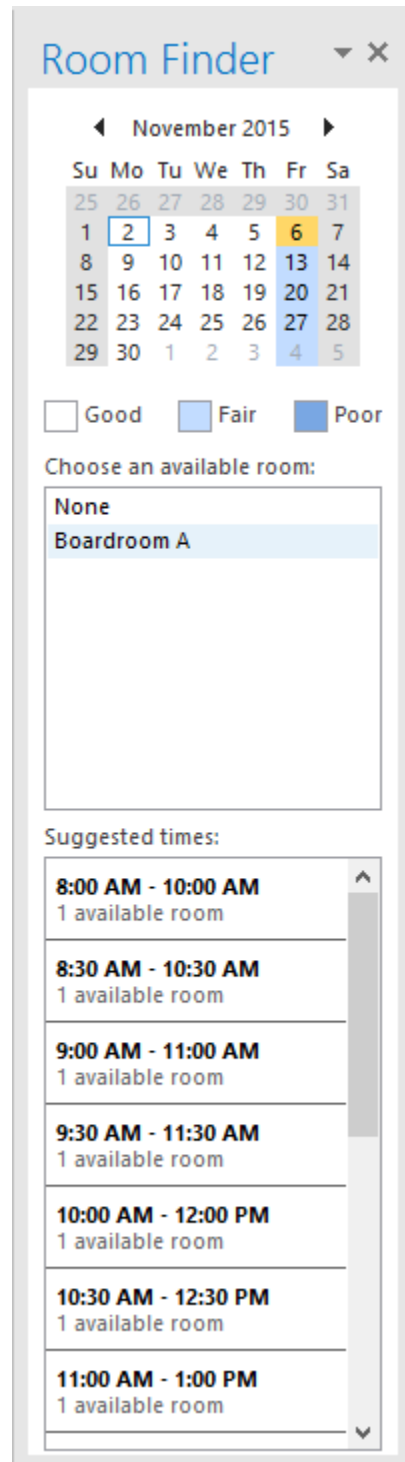 Room Finder
November 2015
Su Mo Tu We Th Fr Sa
25 26 27 28 29 30 31
1 2 3 4 5 6 7
8 9 10 11 12 13 14
15 16 17 18 19 20 21
22 23 24 25 26 27 28
29 30 1 2 3 4 5
Good Fair Poor
Choose an available room:
None
Boardroom A
Suggested times:
8:00 AM - 10:00 AM
1 available room
8:30 AM - 10:30 AM
1 available room
9:00 AM - 11:00 AM
1 available room
9:30 AM - 11:30 AM
1 available room
10:00 AM - 12:00 PM
1 available room
10:30 AM - 12:30 PM
1 available room
11:00 AM - 1:00 PM
1 available room